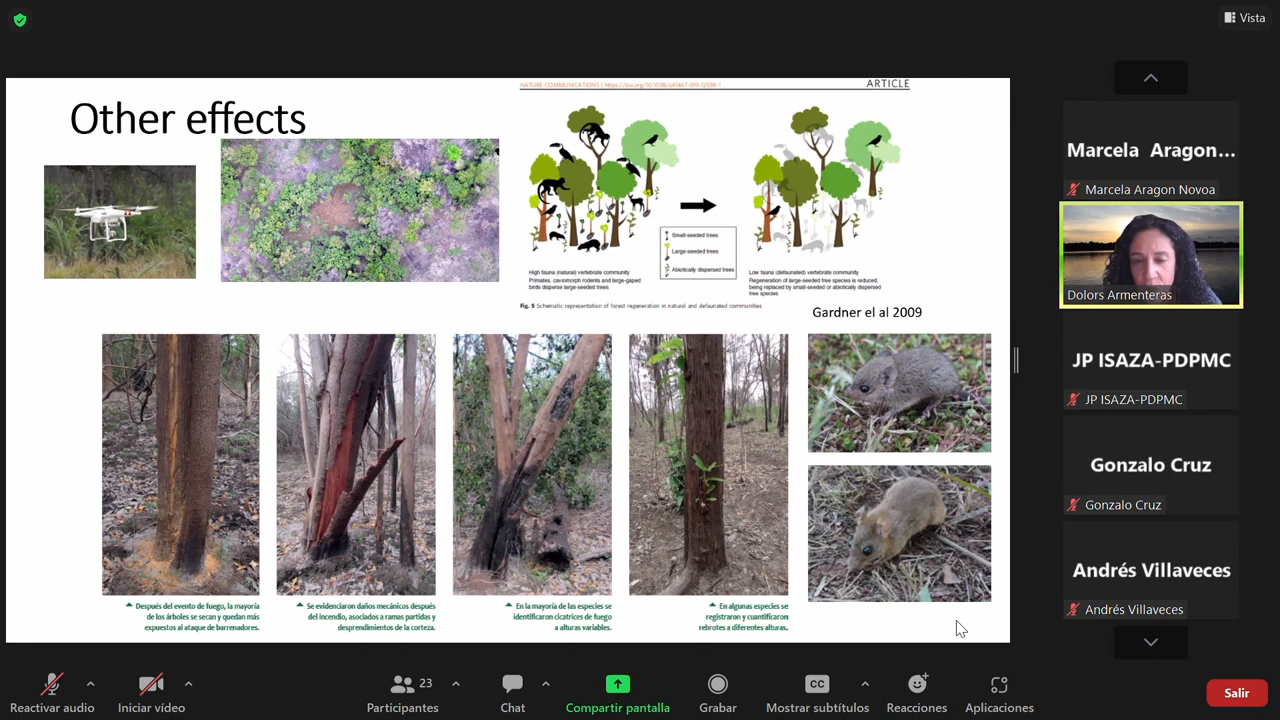 Vista
NATURE COMMUNICATIONS | https://doi.org/10.1038/s41467-019-12539-1
ARTICLE
Other effects
Small-seeded trees
Large-seeded trees
Abiotically dispersed trees
High fauna (natural) vertebrate community
Primates, caviomorph rodents and large-gaped
birds disperse large-seeded trees
Low fauna (defaunated) vertebrate community
Regeneration of large-seeded tree species is reduced,
being replaced by small-seeded or abiotically dispersed
tree species
Fig. 5 Schematic representation of forest regeneration in natural and defaunated communities
Gardner el al 2009
Después del evento de fuego, la mayoría
de los árboles se secan y quedan más
expuestos al ataque de barrenadores.
Se evidenciaron daños mecánicos después
del incendio, asociados a ramas partidas y
desprendimientos de la corteza.
En la mayoría de las especies se
identificaron cicatrices de fuego
a alturas variables.
En algunas especies se
registraron y cuantificaron
rebrotes a diferentes alturas.
Marcela Aragon...
Marcela Aragon Novoa
JP ISAZA-PDPMC
JP ISAZA-PDPMC
Gonzalo Cruz
Gonzalo Cruz
Andrés Villaveces
Andrés Villaveces
Reactivar audio
Iniciar vídeo
23
Participantes
Chat
Compartir pantalla
Grabar
CC
Mostrar subtítulos
Reacciones
Aplicaciones
Salir